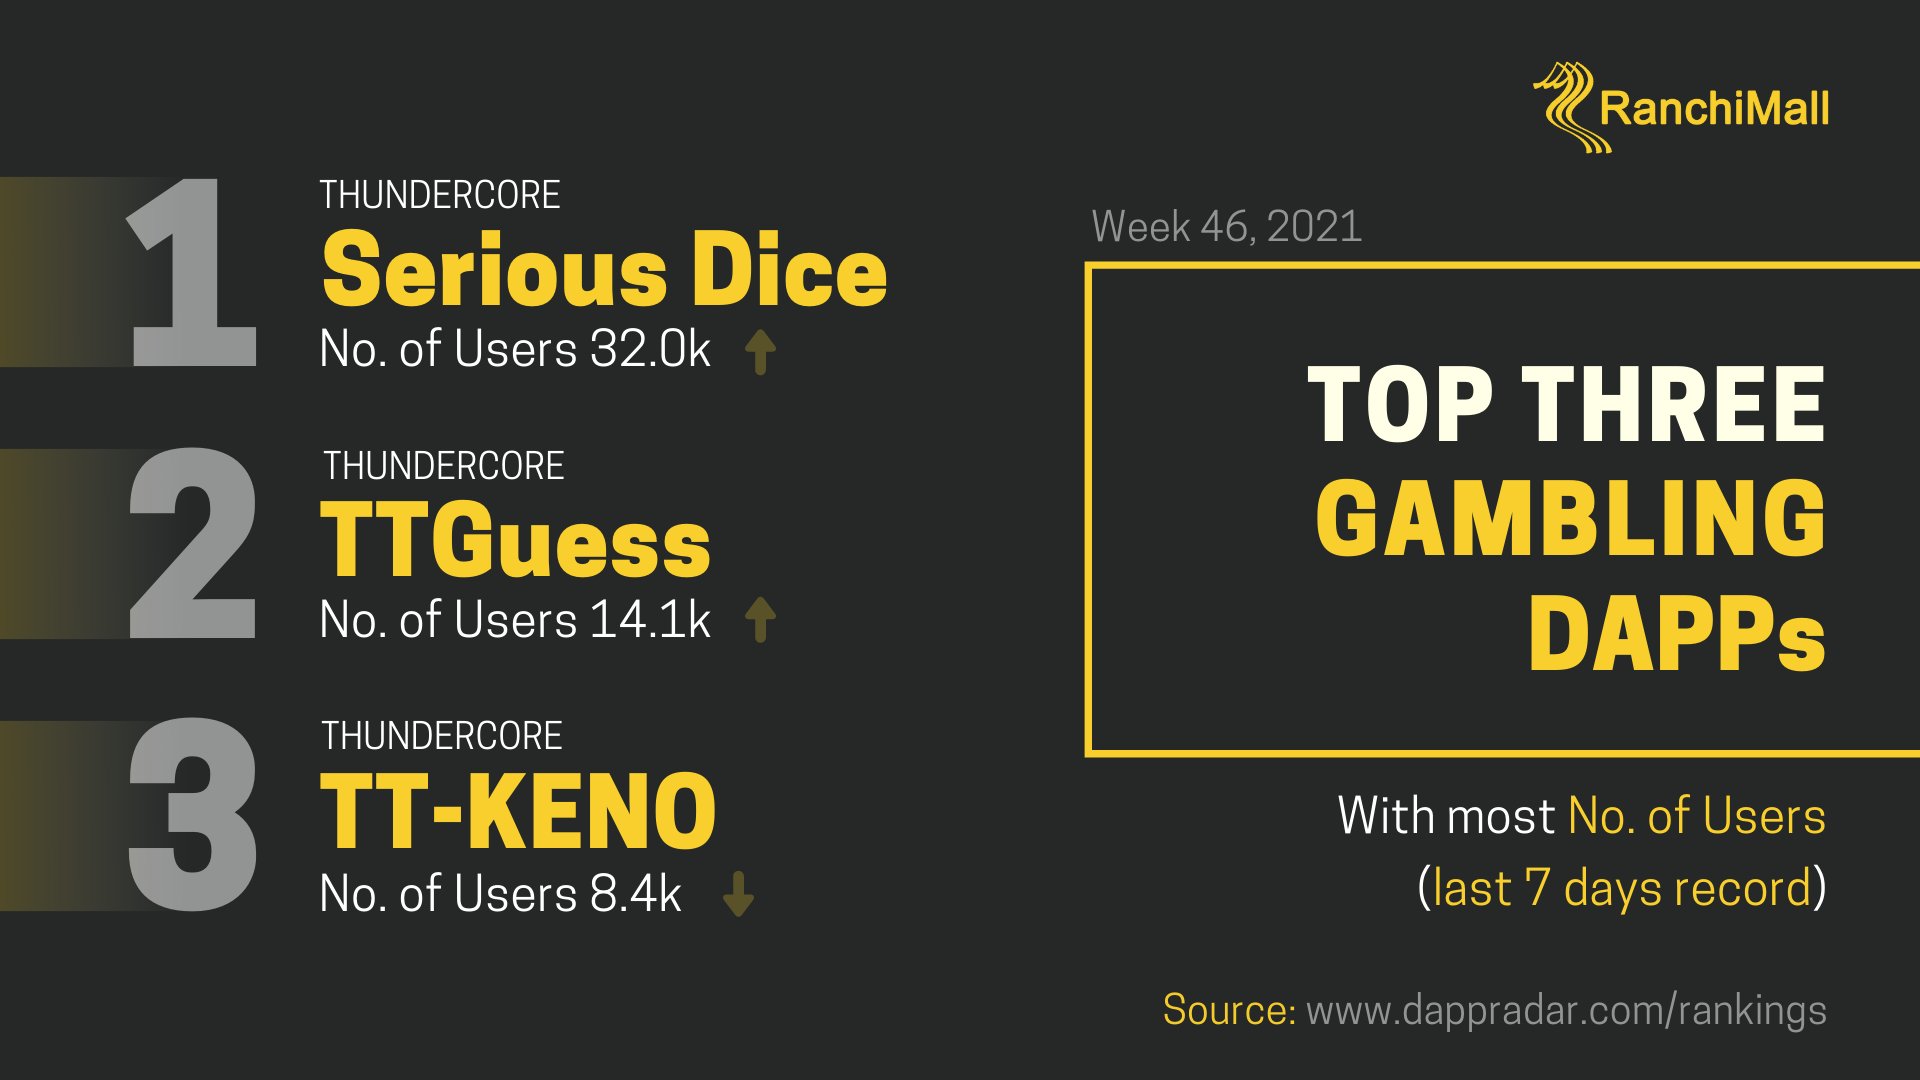 RanchiMall
1
THUNDERCORE
Serious Dice
No. of Users 32.0k
2
THUNDERCORE
TTGuess
No. of Users 14.1k
3
THUNDERCORE
TT-KENO
No. of Users 8.4k
Week 46, 2021
TOP THREE
GAMBLING
DAPPs
With most No. of Users
(last 7 days record)
Source: www.dappradar.com/rankings